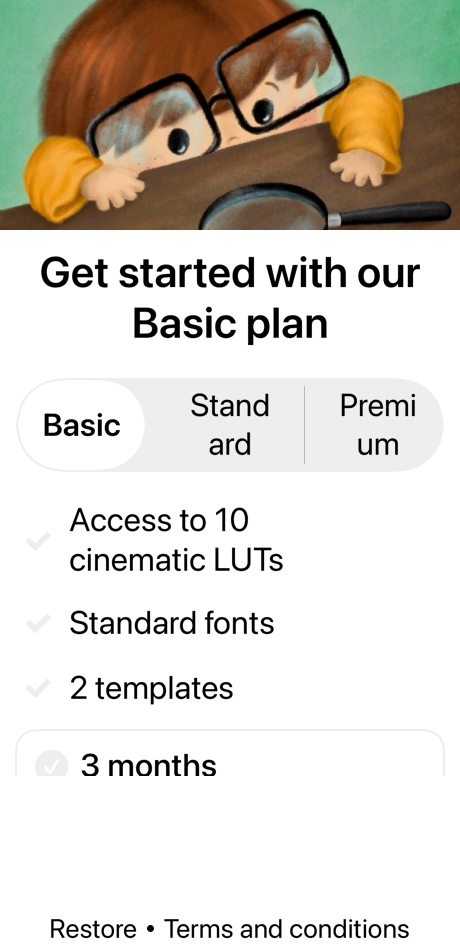 Get started with our
Basic plan
Basic
Stand
ard
Premi
um
Access to 10
cinematic LUTs
Standard fonts
2 templates
3 months
Restore • Terms and conditions